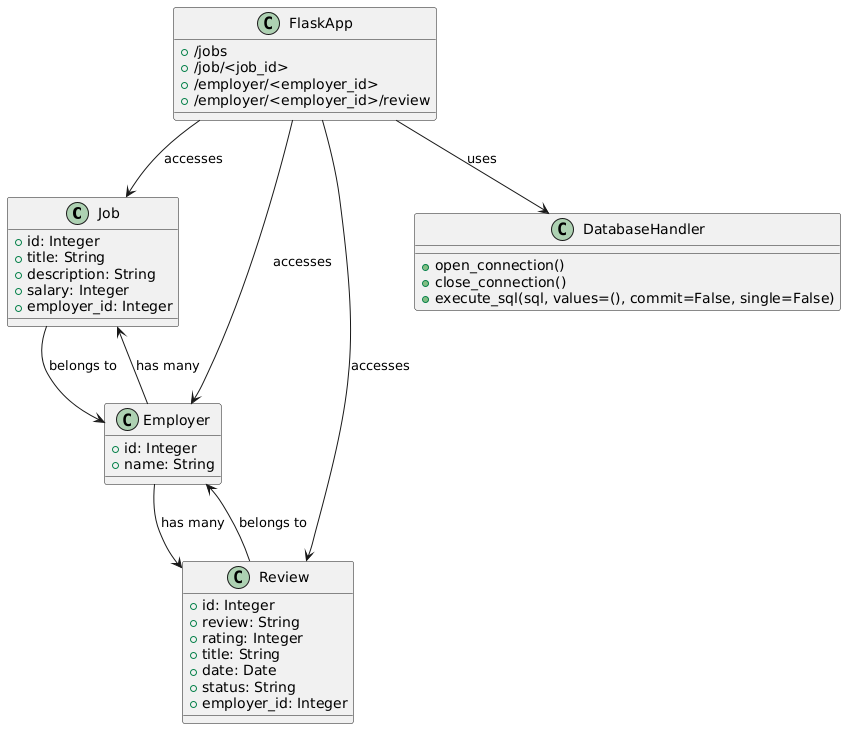 C FlaskApp
/jobs
/job/<job_id>
/employer/<employer_id>
/employer/<employer_id>/review
accesses
uses
C Job
id: Integer
title: String
description: String
salary: Integer
employer_id: Integer
C DatabaseHandler
open_connection()
close_connection()
execute_sql(sql, values=(), commit=False, single=False)
accesses
accesses
belongs to
has many
C Employer
id: Integer
name: String
has many
belongs to
C Review
id: Integer
review: String
rating: Integer
title: String
date: Date
status: String
employer_id: Integer